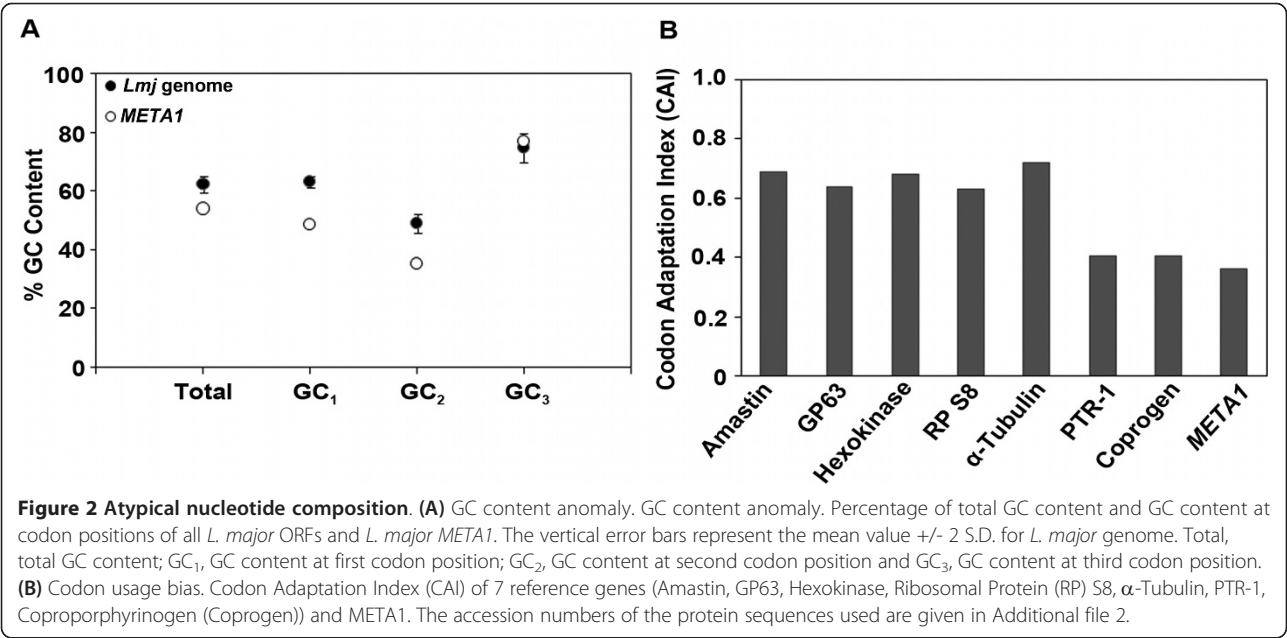 A
100
80
60
40
20
0
% GC Content
Lmj genome
META1
Total
GC₁
GC₂
GC₃
B
1.0
0.8
0.6
0.4
0.2
0
Codon Adaptation Index (CAI)
Amastin
GP63
Hexokinase
RP S8
α-Tubulin
PTR-1
Coprogen
META1
Figure 2 Atypical nucleotide composition. (A) GC content anomaly. GC content anomaly. Percentage of total GC content and GC content at
codon positions of all L. major ORFs and L. major META1. The vertical error bars represent the mean value +/- 2 S.D. for L. major genome. Total,
total GC content; GC₁, GC content at first codon position; GC₂, GC content at second codon position and GC₃, GC content at third codon position.
(B) Codon usage bias. Codon Adaptation Index (CAI) of 7 reference genes (Amastin, GP63, Hexokinase, Ribosomal Protein (RP) S8, α-Tubulin, PTR-1,
Coproporphyrinogen (Coprogen)) and META1. The accession numbers of the protein sequences used are given in Additional file 2.